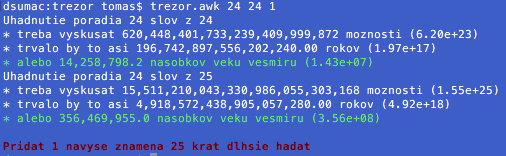 dsumac:trezor tomas$ trezor.awk 24 24 1
Uhadnutie poradia 24 slov z 24
* treba vyskusat 620,448,401,733,239,409,999,872 moznosti (6.20e+23)
* trvalo by to asi 196,742,897,556,202,240.00 rokov (1.97e+17)
* alebo 14,258,798.2 nasobkov veku vesmiru (1.43e+07)
Uhadnutie poradia 24 slov z 25
* treba vyskusat 15,511,210,043,330,986,055,303,168 moznosti (1.55e+25)
* trvalo by to asi 4,918,572,438,905,057,280.00 rokov (4.92e+18)
* alebo 356,469,955.0 nasobkov veku vesmiru (3.56e+08)
Pridat 1 navyse znamena 25 krat dlhsie hadat